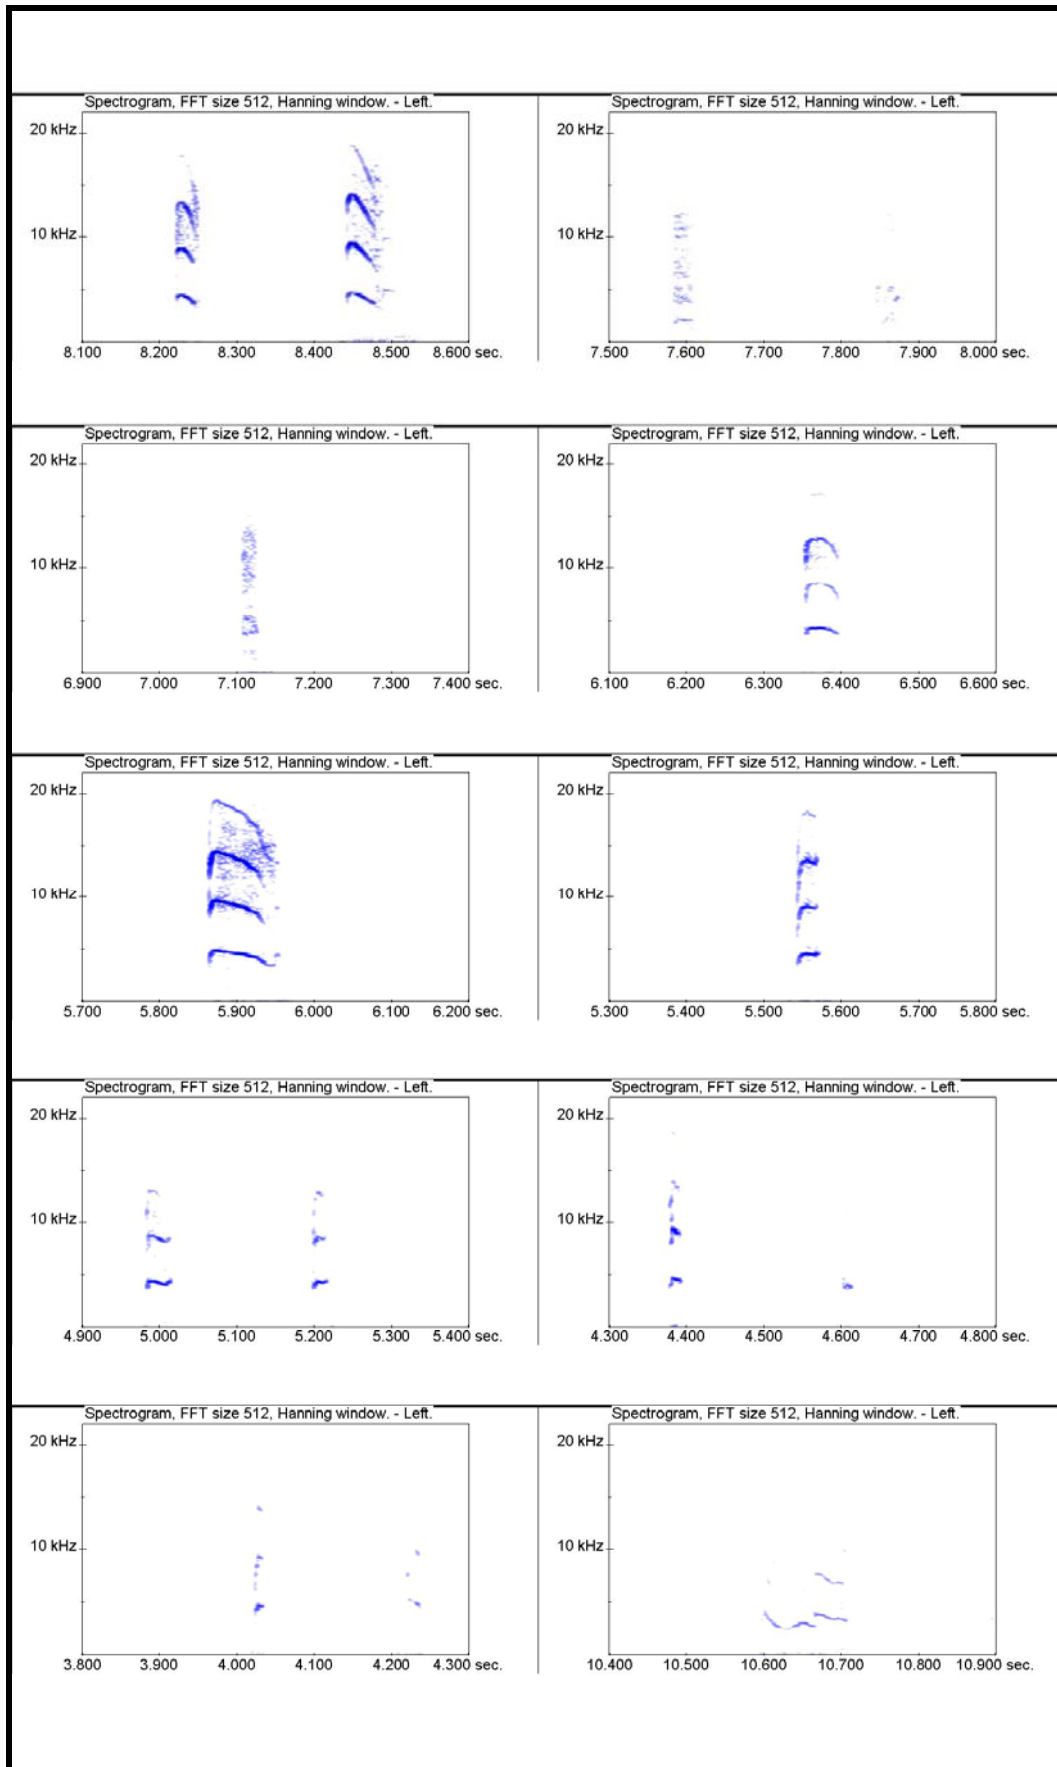 Spectrogram, FFT size 512, Hanning window. - Left. Spectrogram, FFT size 512, Hanning window. - Left.
20 kHz 20 kHz
10 kHz 10 kHz
8.100 8.200 8.300 8.400 8.500 8.600 sec. 7.500 7.600 7.700 7.800 7.900 8.000 sec.
Spectrogram, FFT size 512, Hanning window. - Left. Spectrogram, FFT size 512, Hanning window. - Left.
20 kHz 20 kHz
10 kHz 10 kHz
6.900 7.000 7.100 7.200 7.300 7.400 sec. 6.100 6.200 6.300 6.400 6.500 6.600 sec.
Spectrogram, FFT size 512, Hanning window. - Left. Spectrogram, FFT size 512, Hanning window. - Left.
20 kHz 20 kHz
10 kHz 10 kHz
5.700 5.800 5.900 6.000 6.100 6.200 sec. 5.300 5.400 5.500 5.600 5.700 5.800 sec.
Spectrogram, FFT size 512, Hanning window. - Left. Spectrogram, FFT size 512, Hanning window. - Left.
20 kHz 20 kHz
10 kHz 10 kHz
4.900 5.000 5.100 5.200 5.300 5.400 sec. 4.300 4.400 4.500 4.600 4.700 4.800 sec.
Spectrogram, FFT size 512, Hanning window. - Left. Spectrogram, FFT size 512, Hanning window. - Left.
20 kHz 20 kHz
10 kHz 10 kHz
3.800 3.900 4.000 4.100 4.200 4.300 sec. 10.400 10.500 10.600 10.700 10.800 10.900 sec.